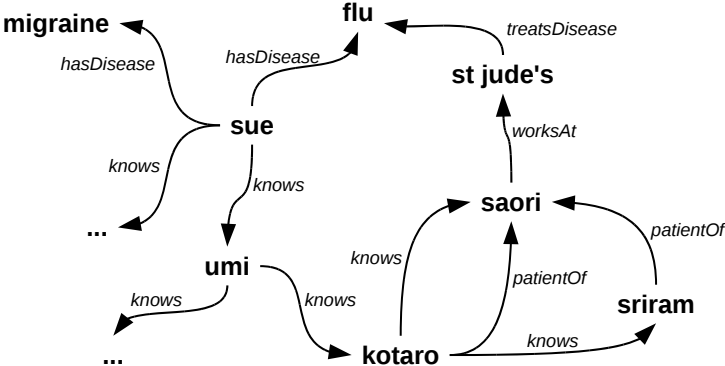 flu
migraine
treatsDisease
hasDisease
hasDisease
st jude's
sue
worksAt
knows
knows
saori
...
patientOf
knows
umi
patientOf
knows
knows
sriram
knows
...
kotaro